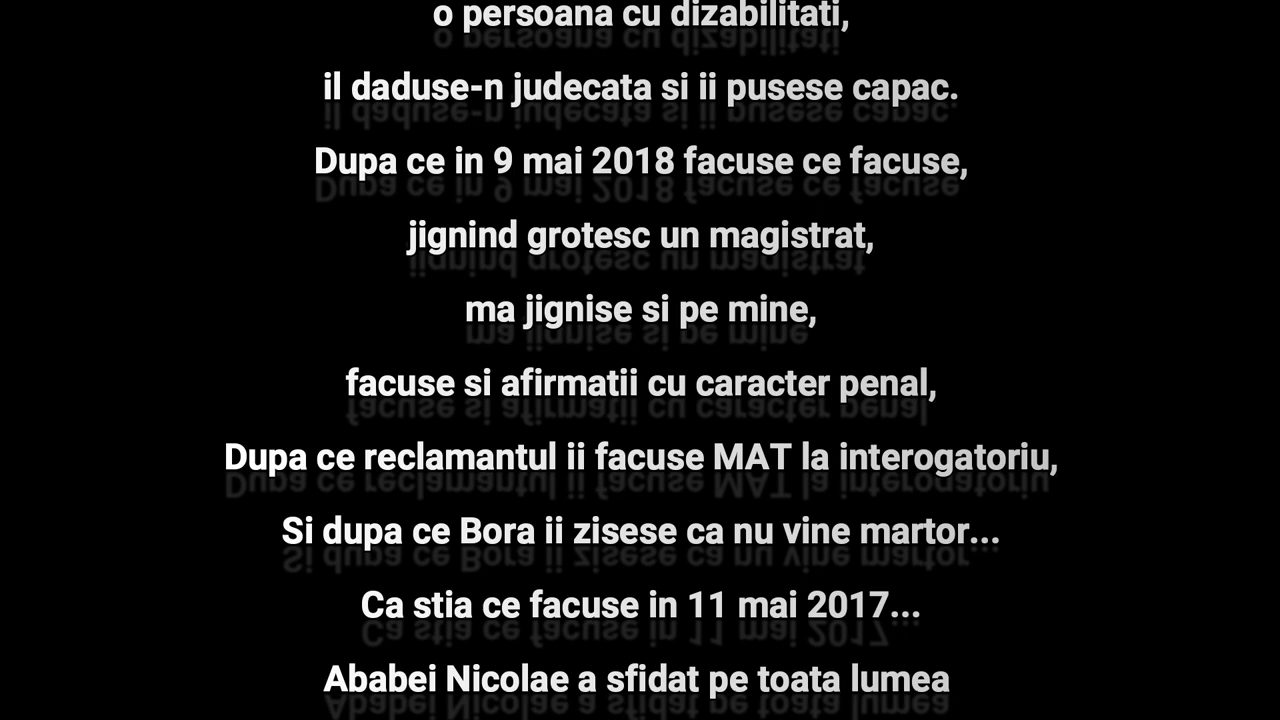 o persoana cu dizabilitati,
il daduse-n judecata si ii pusese capac.
Dupa ce in 9 mai 2018 facuse ce facuse,
jignind grotesc un magistrat,
ma jignise si pe mine,
facuse si afirmatii cu caracter penal,
Dupa ce reclamantul ii facuse MAT la interogatoriu,
Si dupa ce Bora ii zisese ca nu vine martor...
Ca stia ce facuse in 11 mai 2017...
Ababei Nicolae a sfidat pe toata lumea